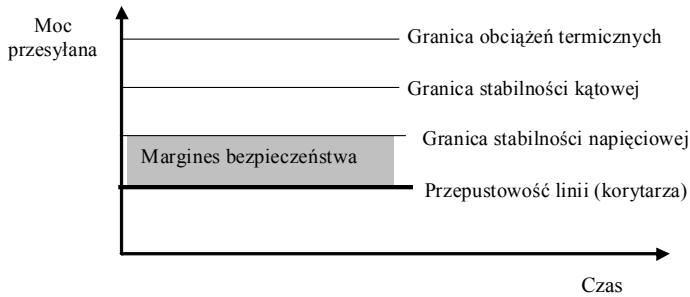 Moc
przesyłana
Granica obciążeń termicznych
Granica stabilności kątowej
Granica stabilności napięciowej
Margines bezpieczeństwa
Przepustowość linii (korytarza)
Czas